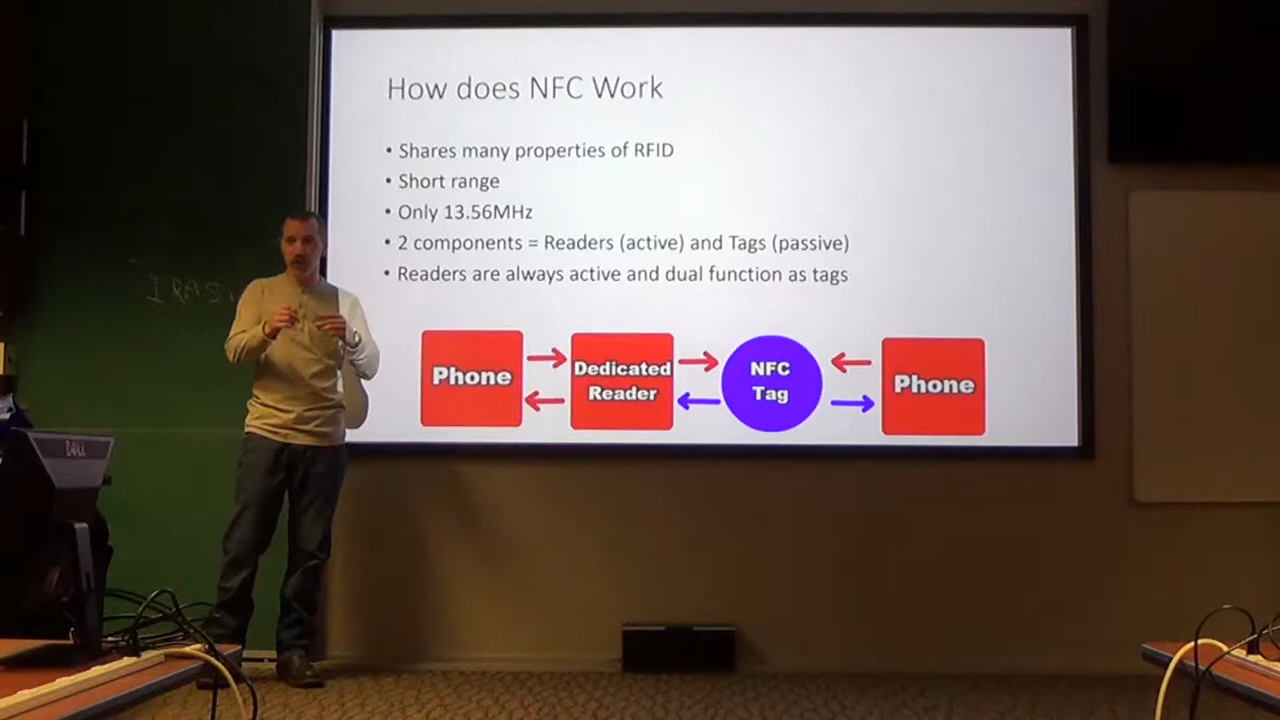 How does NFC Work
• Shares many properties of RFID
• Short range
• Only 13.56MHz
• 2 components = Readers (active) and Tags (passive)
• Readers are always active and dual function as tags
Phone
Dedicated
Reader
NFC
Tag
Phone
DELL